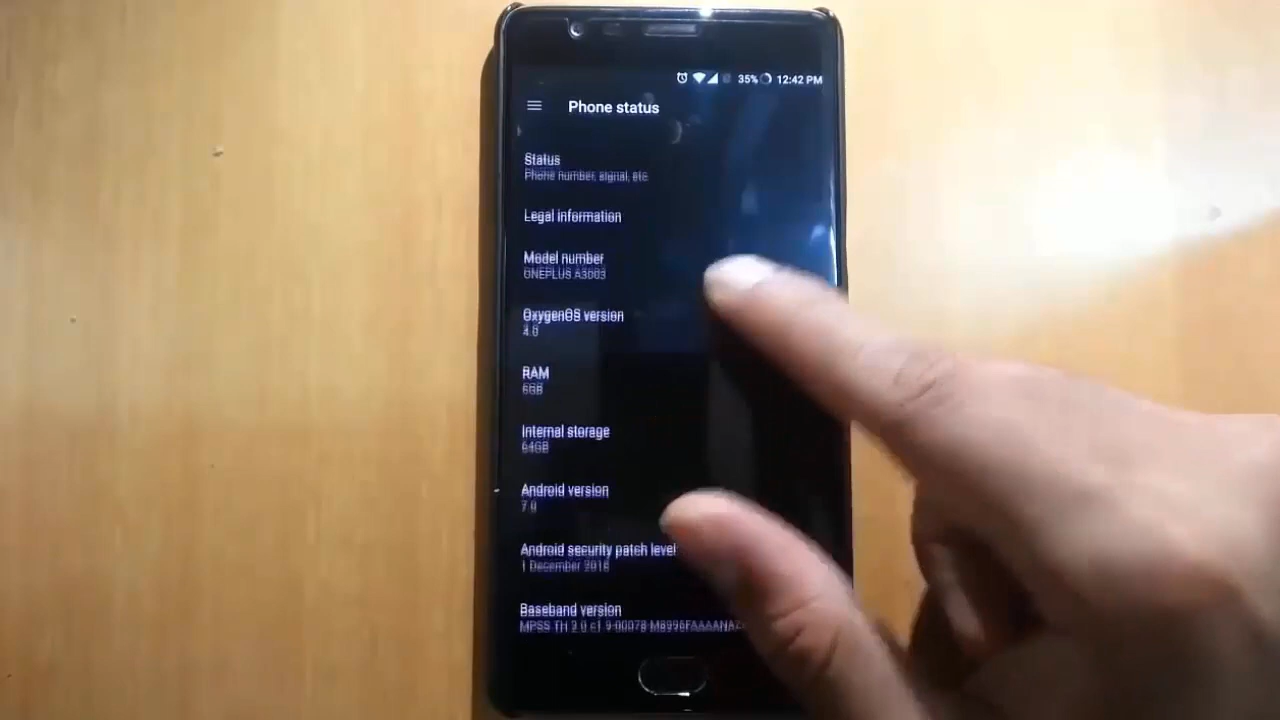 35% 12:42 PM
Phone status
Status
Phone number, signal, etc.
Legal information
Model number
ONEPLUS A3003
OxygenOS version
4.0
RAM
6GB
Internal storage
64GB
Android version
7.0
Android security patch level
1 December 2016
Baseband version